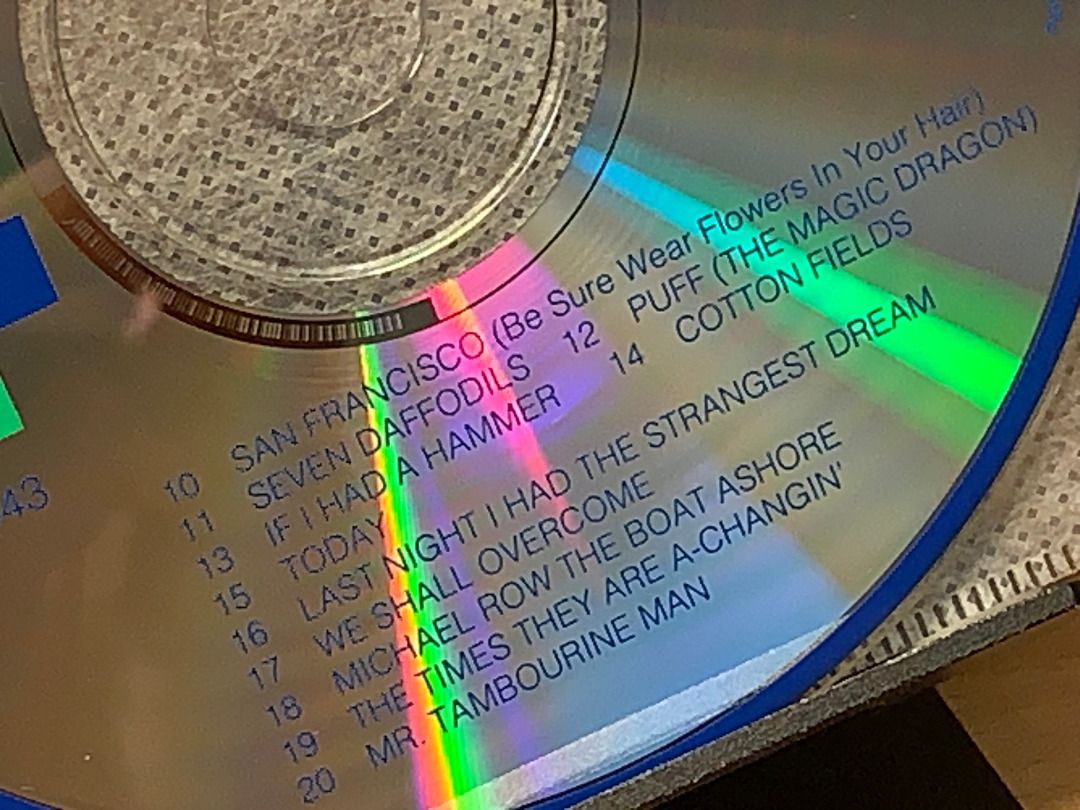 10 SAN FRANCISCO (Be Sure Wear Flowers In Your Hair)
11 SEVEN DAFFODILS 12 PUFF (THE MAGIC DRAGON)
13 IF I HAD A HAMMER 14 COTTON FIELDS
15 TODAY
16 LAST NIGHT I HAD THE STRANGEST DREAM
17 WE SHALL OVERCOME
18 MICHAEL ROW THE BOAT ASHORE
19 THE TIMES THEY ARE A-CHANGIN'
20 MR. TAMBOURINE MAN
43